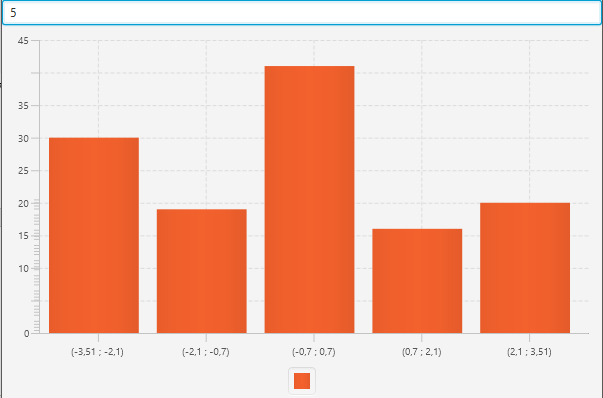 5
45
35
30
25
20
15
10
0
(-3,51 ; -2,1)
(-2,1 ; -0,7)
(-0,7 ; 0,7)
(0,7 ; 2,1)
(2,1 ; 3,51)